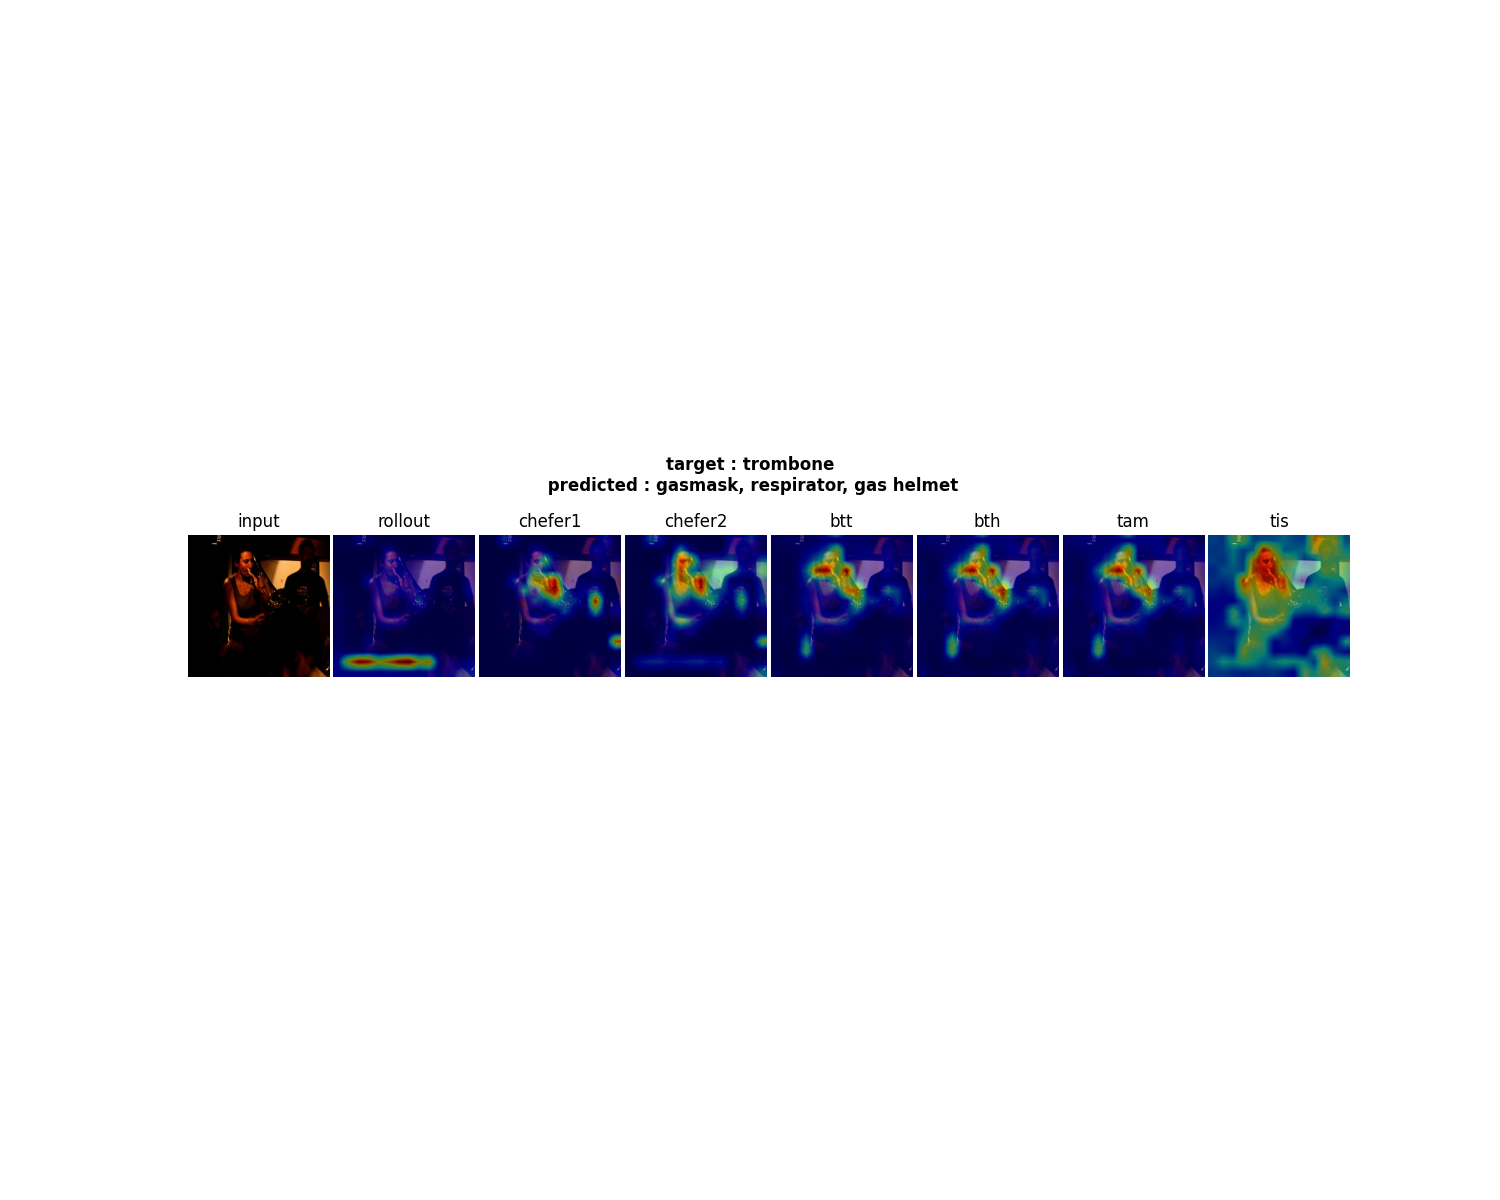 target : trombone
predicted : gasmask, respirator, gas helmet
input rollout chefer1 chefer2 btt bth tam tis